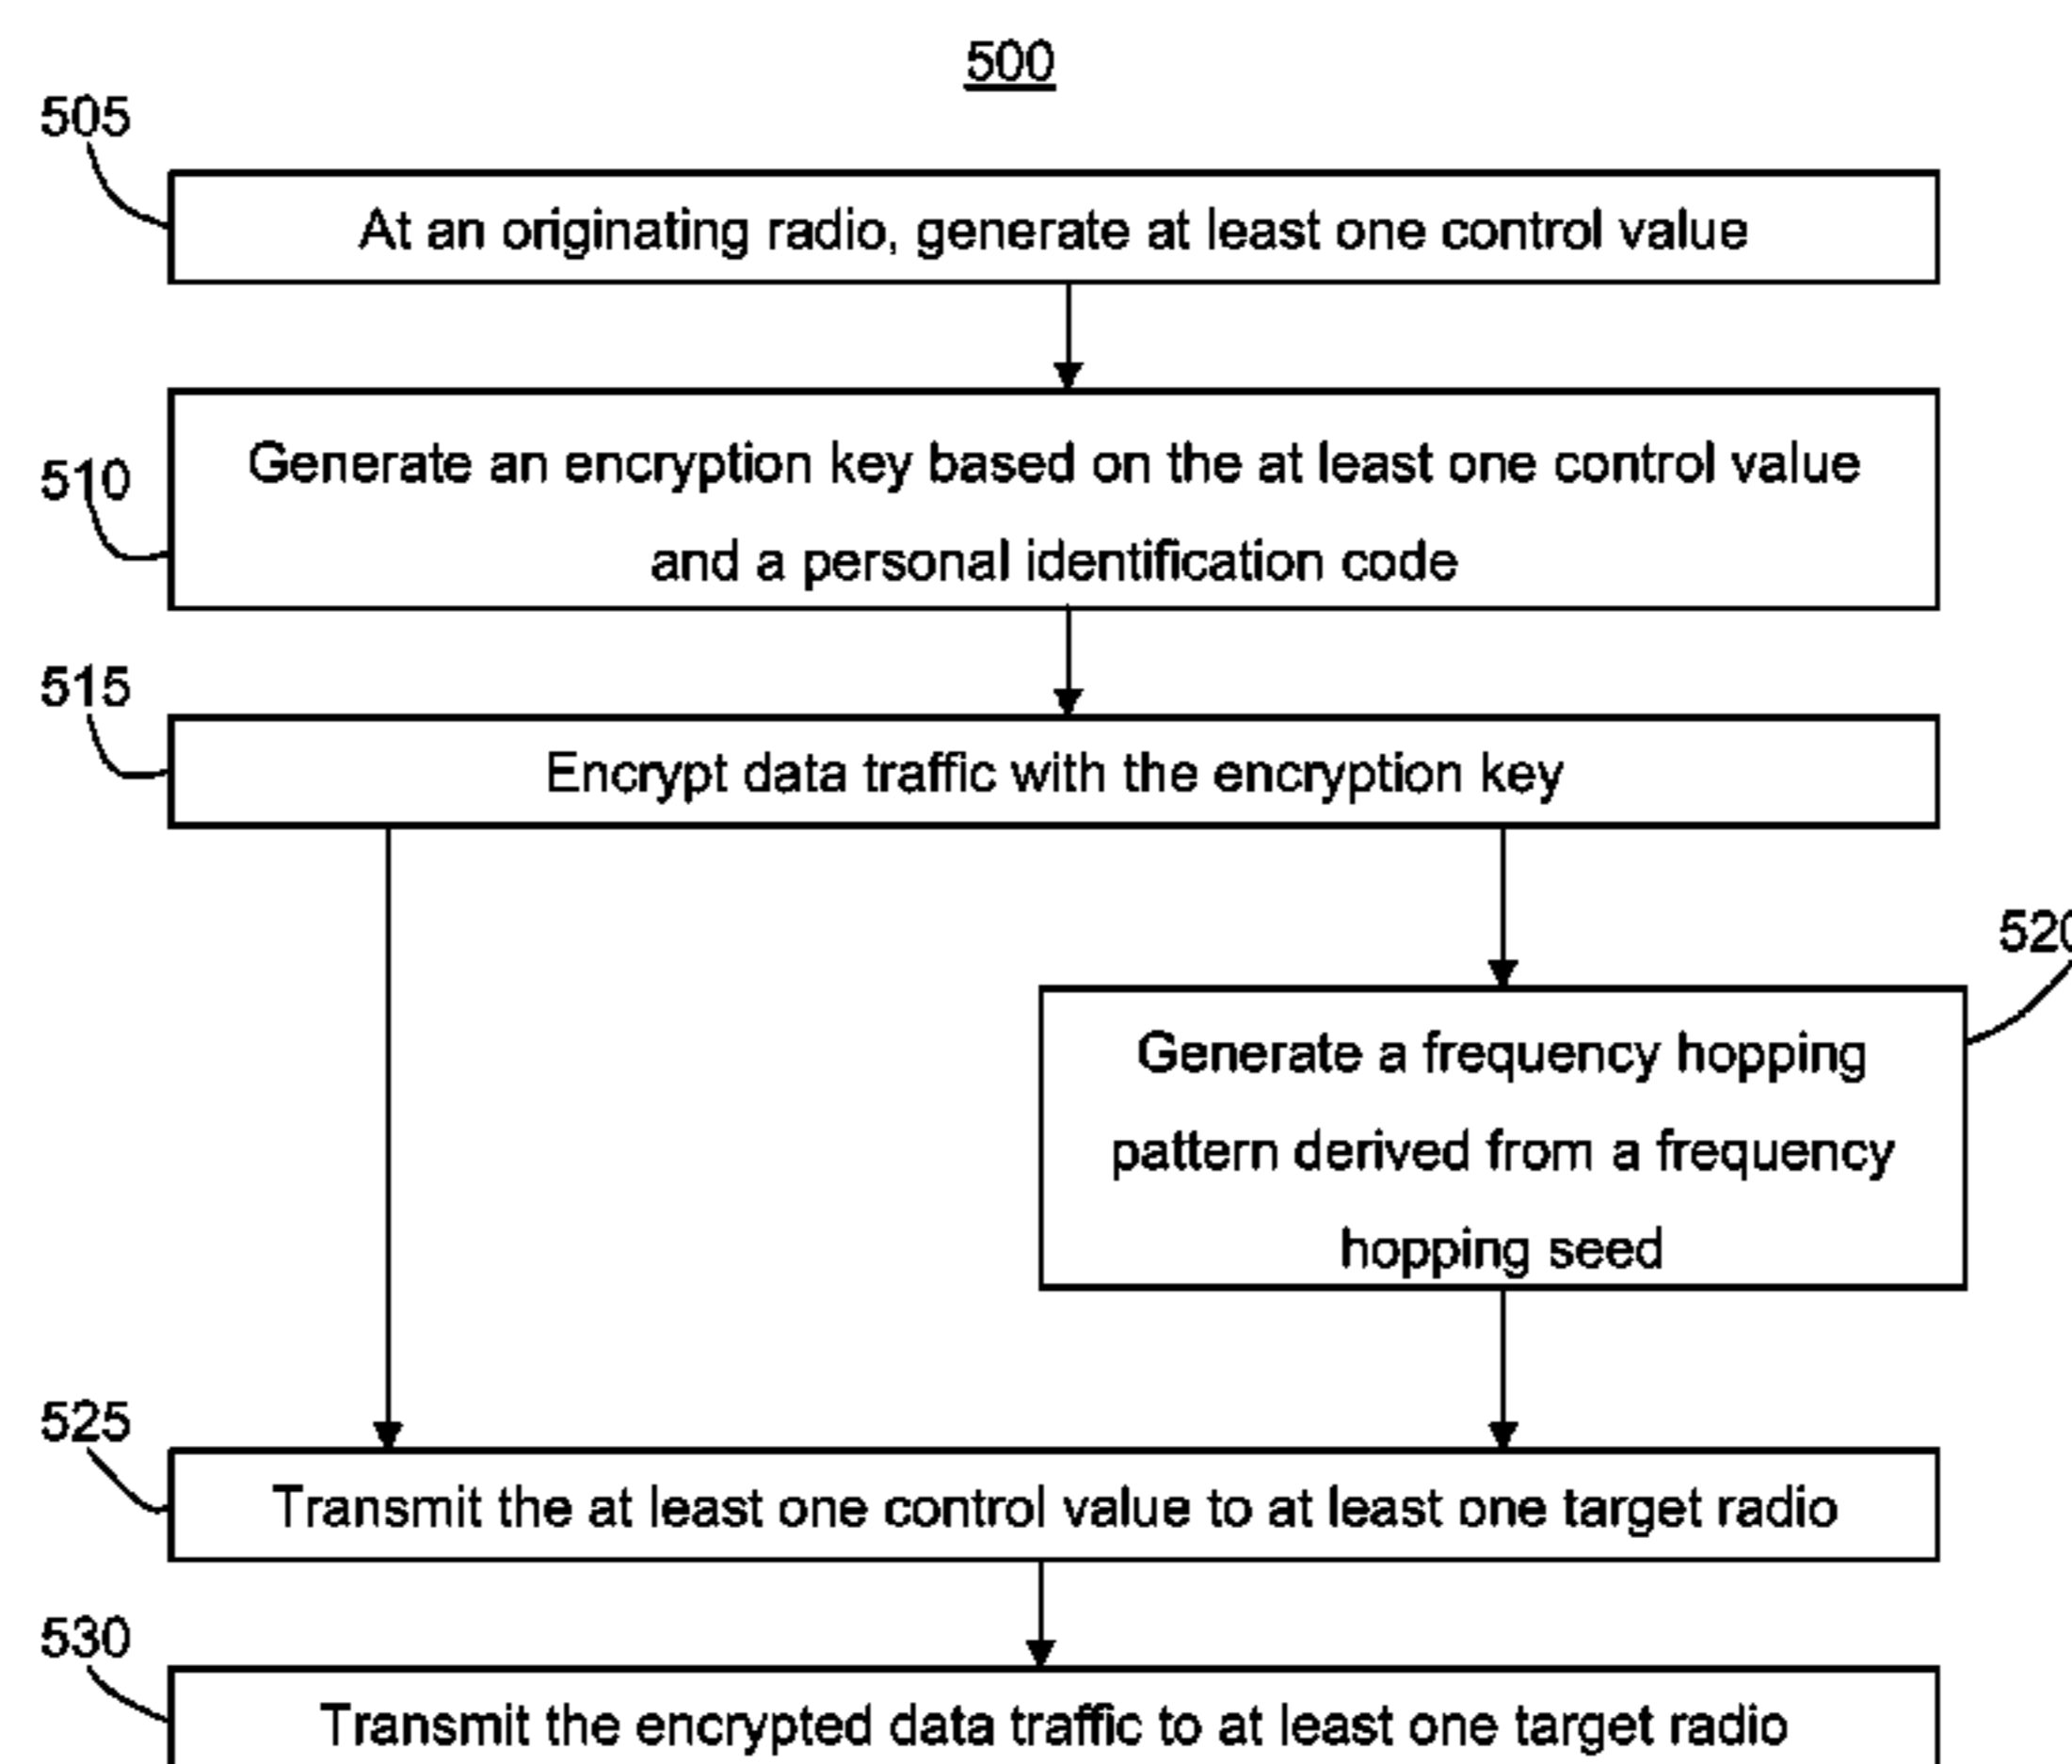 500
505
At an originating radio, generate at least one control value
510
Generate an encryption key based on the at least one control value
and a personal identification code
515
Encrypt data traffic with the encryption key
520
Generate a frequency hopping
pattern derived from a frequency
hopping seed
525
Transmit the at least one control value to at least one target radio
530
Transmit the encrypted data traffic to at least one target radio